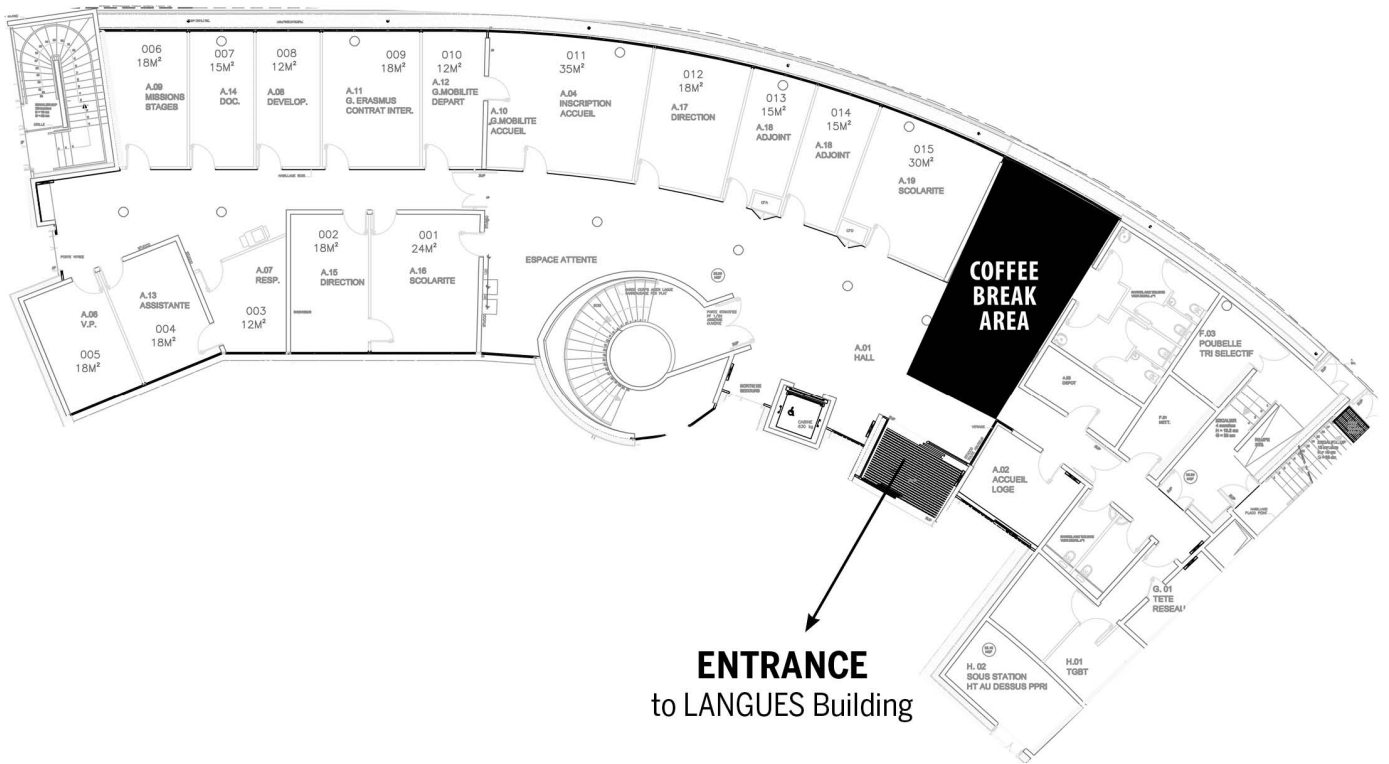 006
18M²
A.09
MISSIONS
STAGES
007
15M²
A.14
DOC.
008
12M²
A.08
DEVELOP.
009
18M²
A.11
G. ERASMUS
CONTRAT INTER.
010
12M²
A.12
G.MOBILITE
DEPART
A.10
G.MOBILITE
ACCUEIL
011
35M²
A.04
INSCRIPTION
ACCUEIL
012
18M²
A.17
DIRECTION
013
15M²
A.18
ADJOINT
014
15M²
A.18
ADJOINT
015
30M²
A.19
SCOLARITE
COFFEE
BREAK
AREA
002
18M²
A.15
DIRECTION
001
24M²
A.16
SCOLARITE
ESPACE ATTENTE
A.07
RESP.
003
12M²
A.13
ASSISTANTE
004
18M²
A.06
V.P.
005
18M²
A.01
HALL
F.03
POUBELLE
TRI SELECTIF
A.02
ACCUEIL
LOGE
G. 01
TETE
RESEAU
H.01
TGBT
H. 02
SOUS STATION
HT AU DESSUS PPRI
ENTRANCE
to LANGUES Building